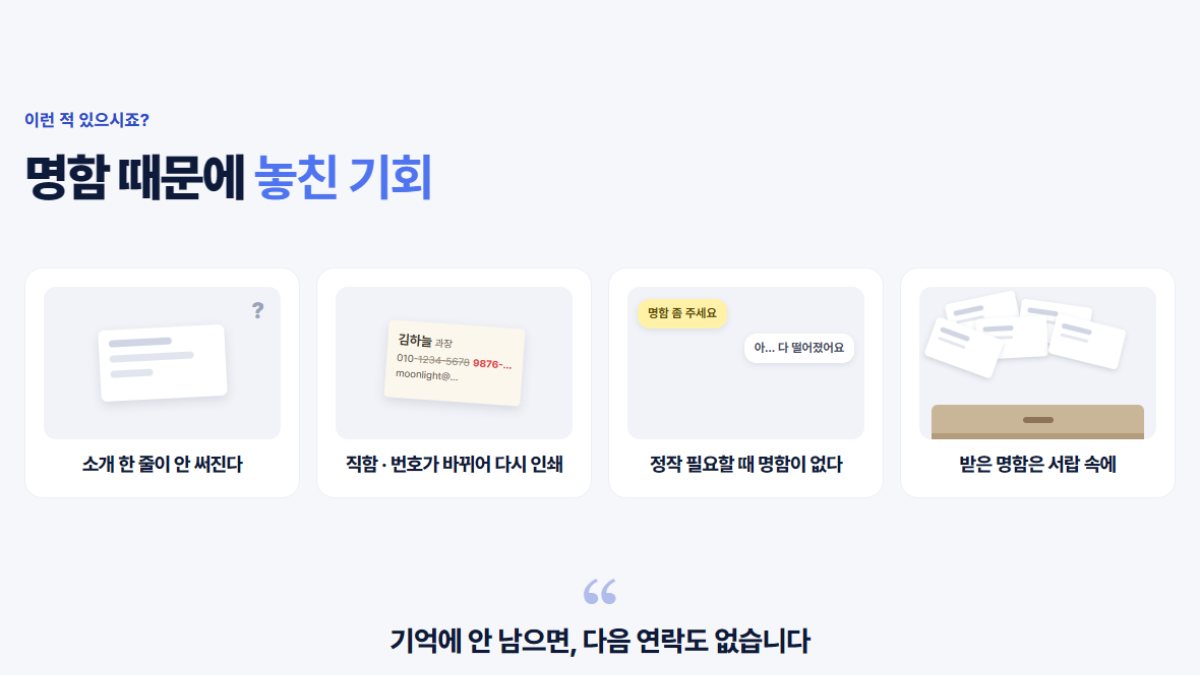 이런 적 있으시죠?
명함 때문에 놓친 기회
?
소개 한 줄이 안 써진다
김하늘 과장
010-1234-5678 9876-...
moonlight@...
직함 · 번호가 바뀌어 다시 인쇄
명함 좀 주세요
아... 다 떨어졌어요
정작 필요할 때 명함이 없다
받은 명함은 서랍 속에
“
기억에 안 남으면, 다음 연락도 없습니다